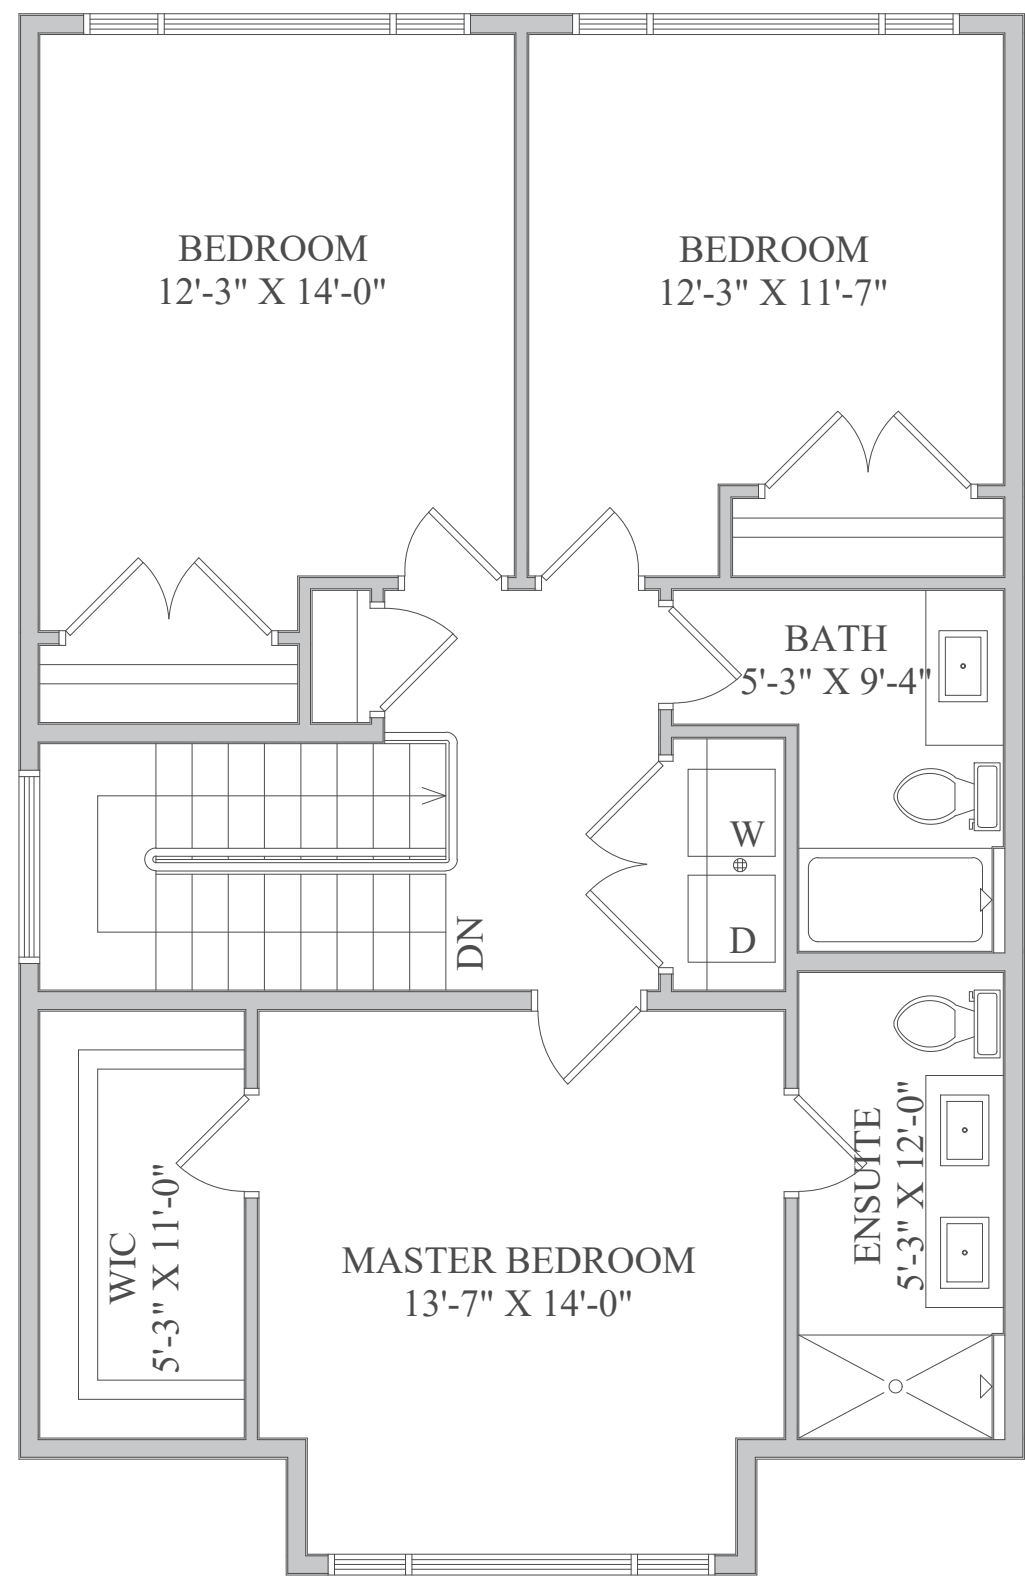 BEDROOM
12'-3" X 14'-0"
BEDROOM
12'-3" X 11'-7"
BATH
5'-3" X 9'-4"
W
D
DN
ENSUITE
5'-3" X 12'-0"
WIC
5'-3" X 11'-0"
MASTER BEDROOM
13'-7" X 14'-0"